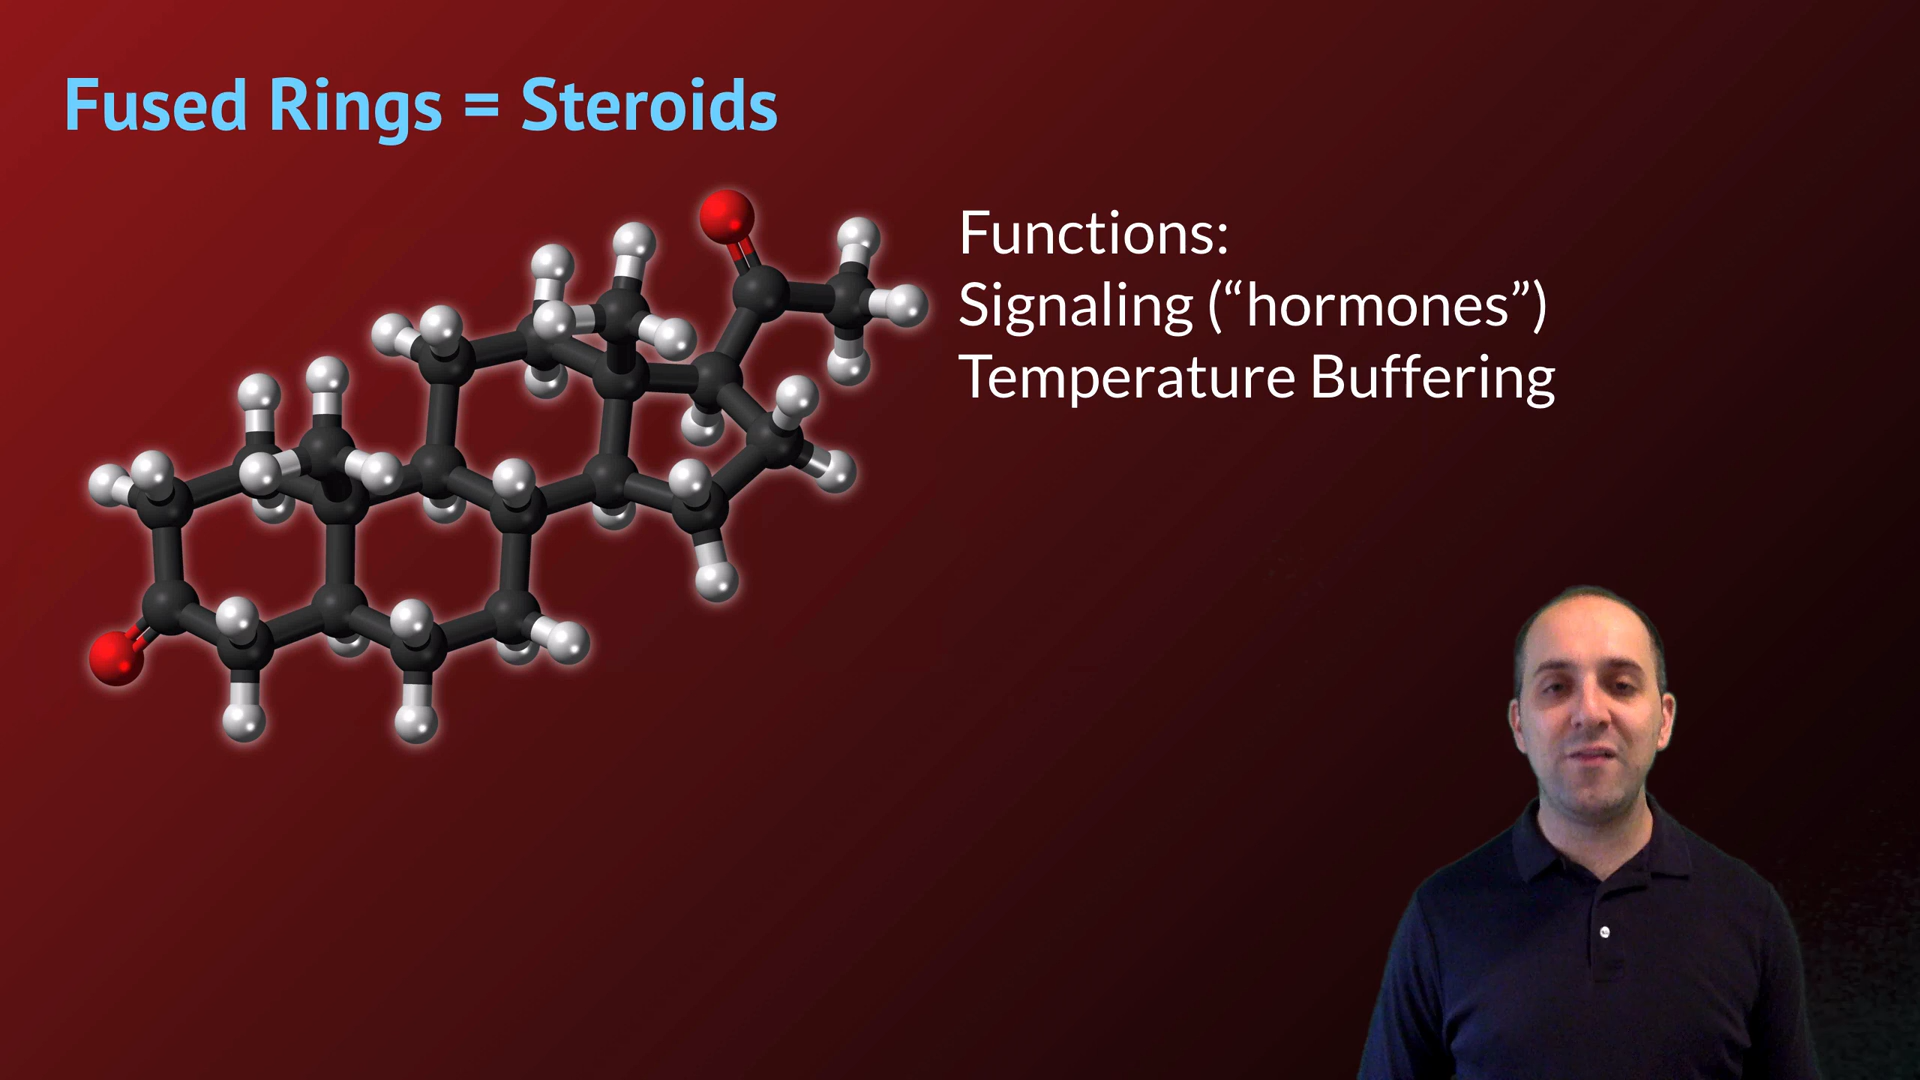 Fused Rings = Steroids
Functions:
Signaling (“hormones”)
Temperature Buffering